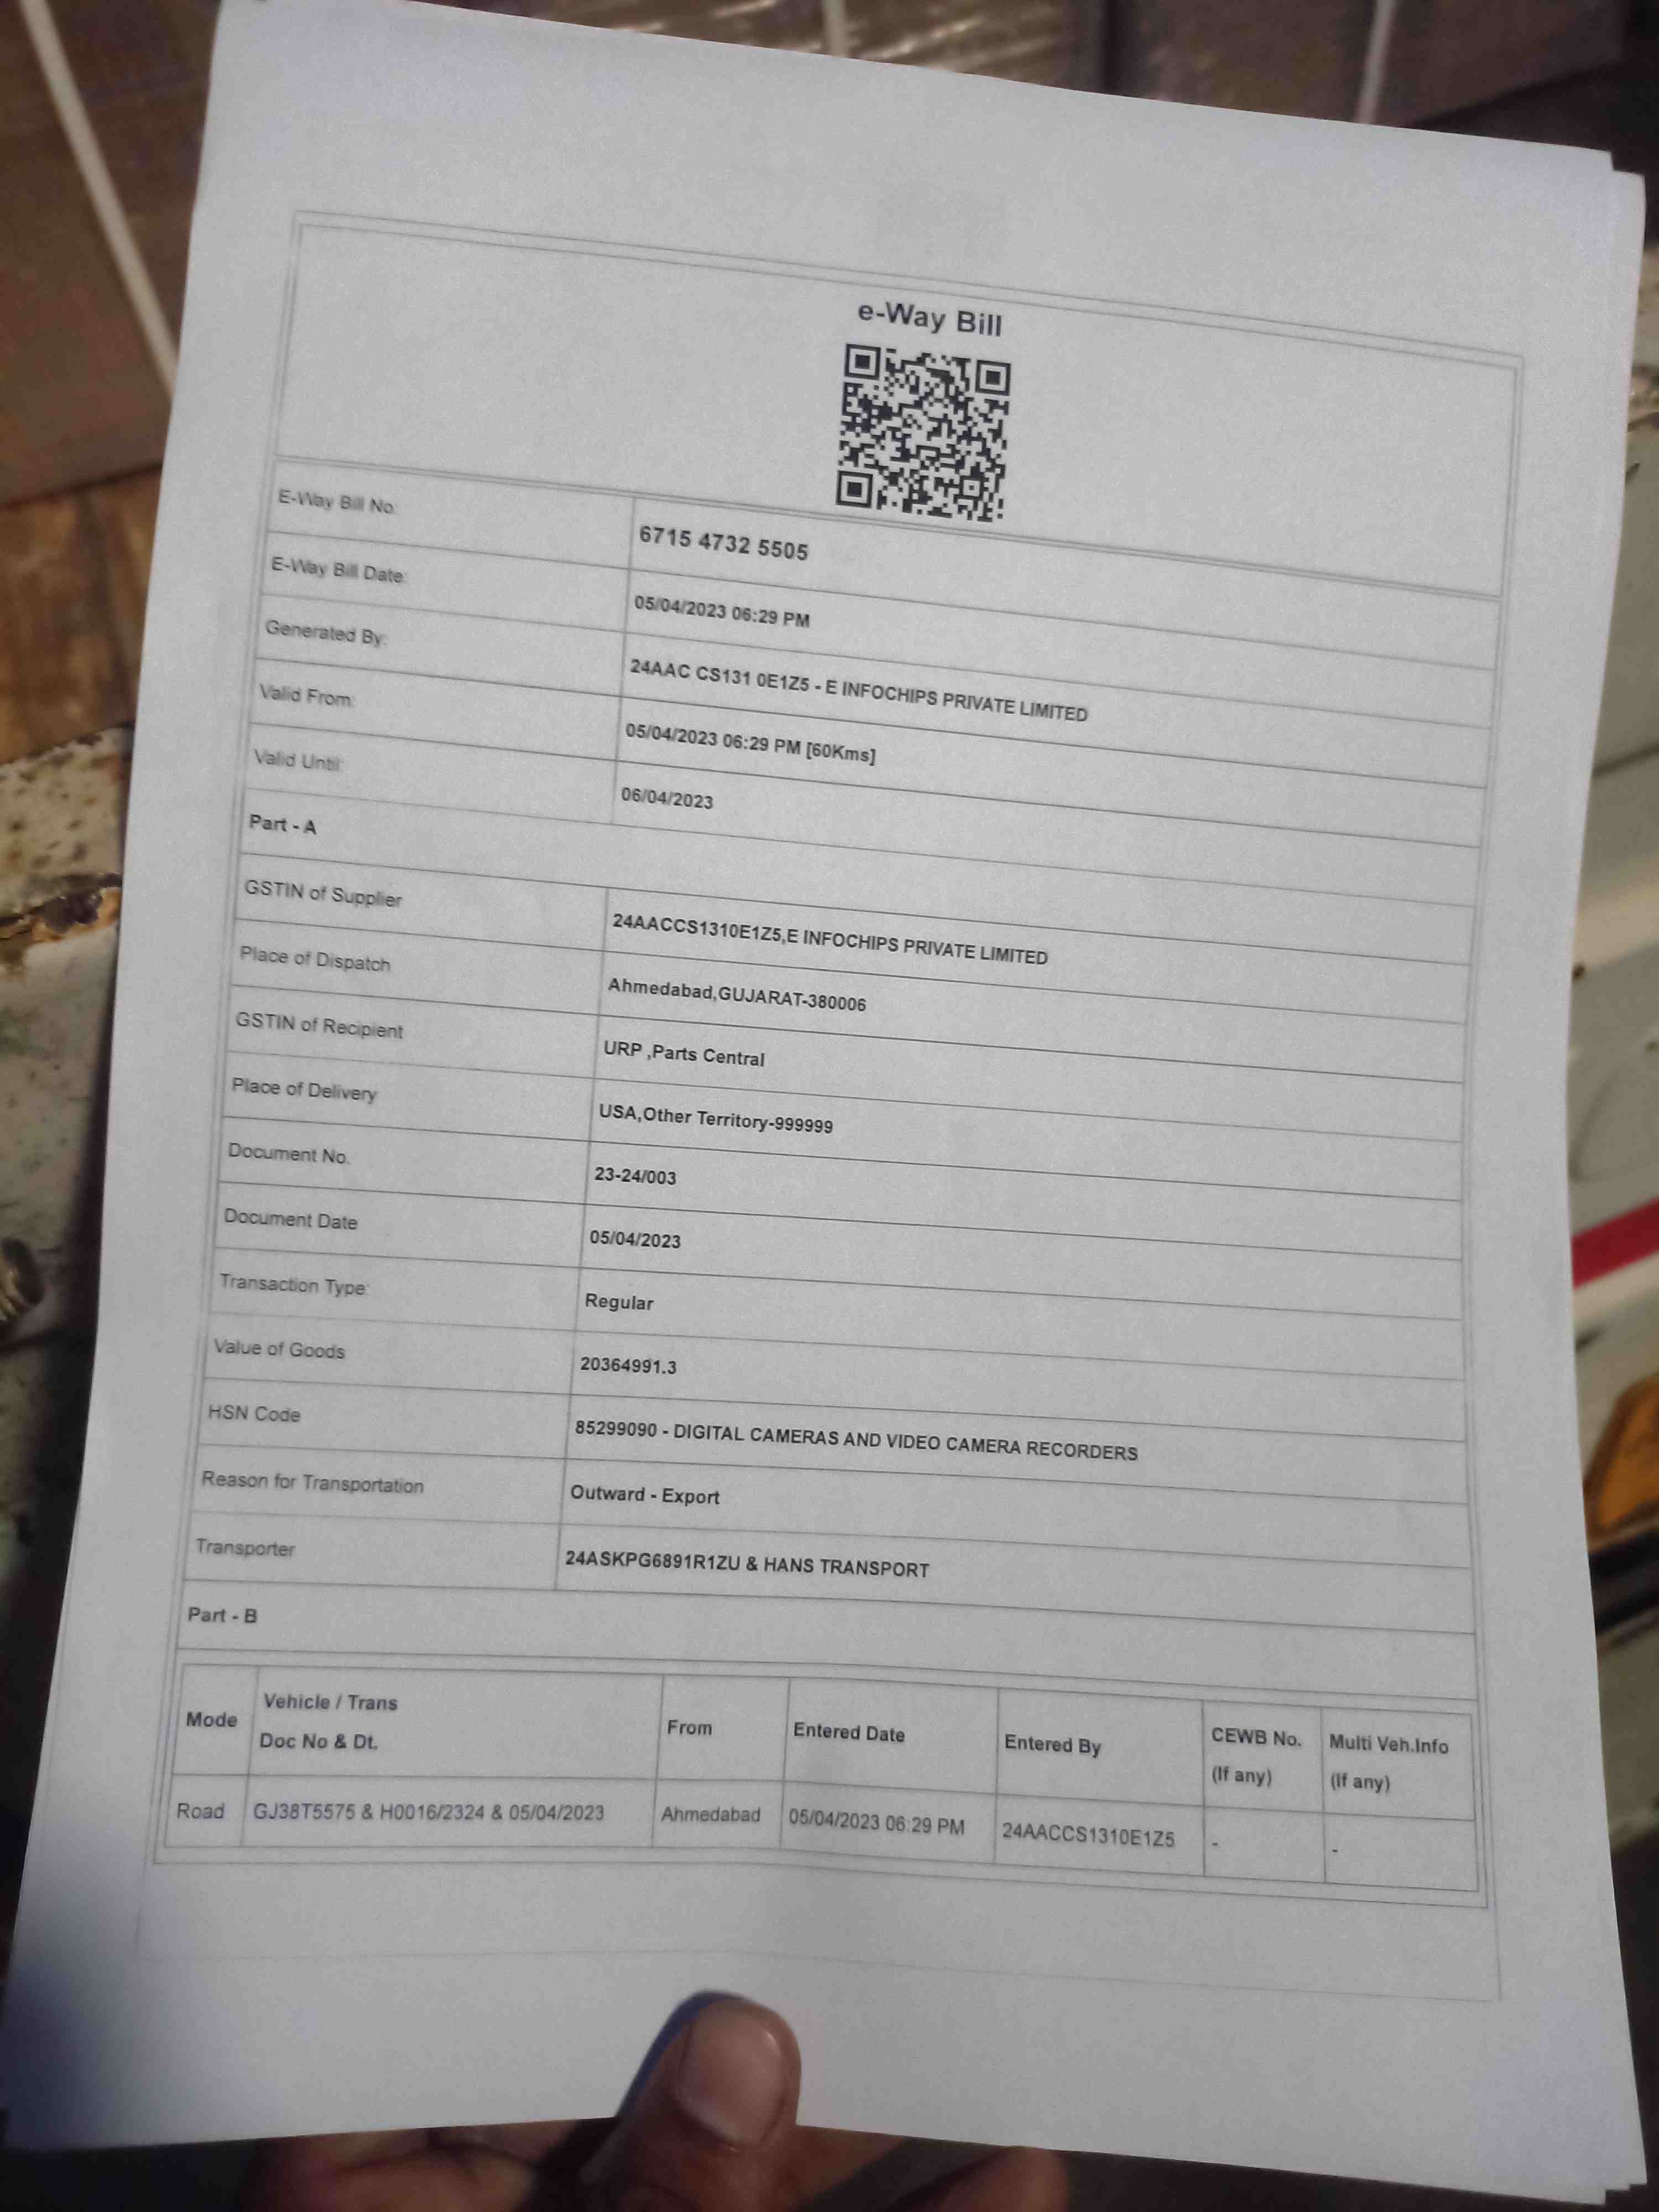 e-Way Bill
E-Way Bill No: 6715 4732 5505
E-Way Bill Date: 05/04/2023 06:29 PM
Generated By: 24AAC CS131 0E1Z5 - E INFOCHIPS PRIVATE LIMITED
Valid From: 05/04/2023 06:29 PM [60Kms]
Valid Until: 06/04/2023
Part - A
GSTIN of Supplier 24AACCS1310E1Z5,E INFOCHIPS PRIVATE LIMITED
Place of Dispatch Ahmedabad,GUJARAT-380006
GSTIN of Recipient URP ,Parts Central
Place of Delivery USA,Other Territory-999999
Document No. 23-24/003
Document Date 05/04/2023
Transaction Type: Regular
Value of Goods 20364991.3
HSN Code 85299090 - DIGITAL CAMERAS AND VIDEO CAMERA RECORDERS
Reason for Transportation Outward - Export
Transporter 24ASKPG6891R1ZU & HANS TRANSPORT
Part - B
Mode Vehicle / Trans Doc No & Dt. From Entered Date Entered By CEWB No. (If any) Multi Veh.Info (If any)
Road GJ38T5575 & H0016/2324 & 05/04/2023 Ahmedabad 05/04/2023 06:29 PM 24AACCS1310E1Z5 - -